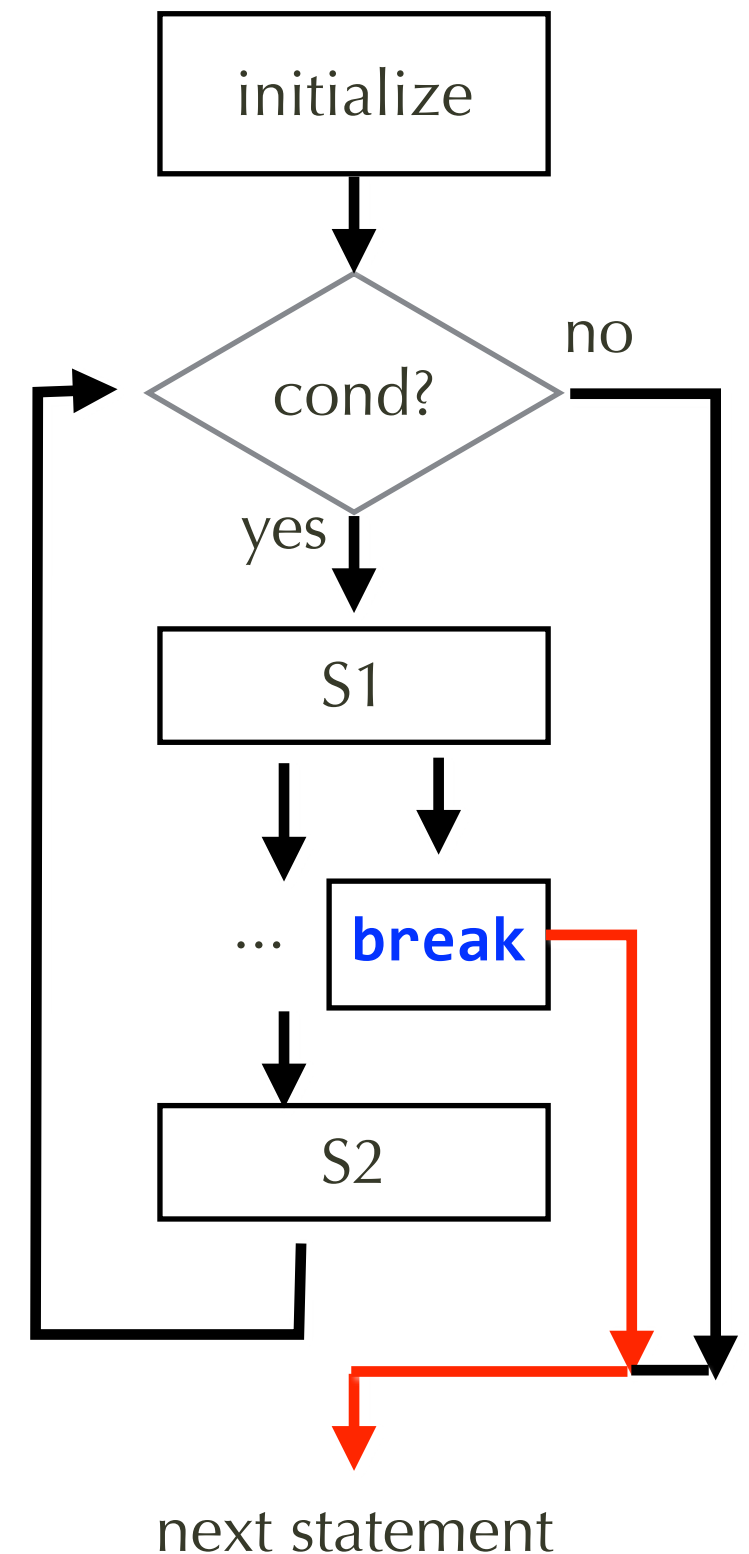 initialize
no
cond?
yes
S1
... break
S2
next statement